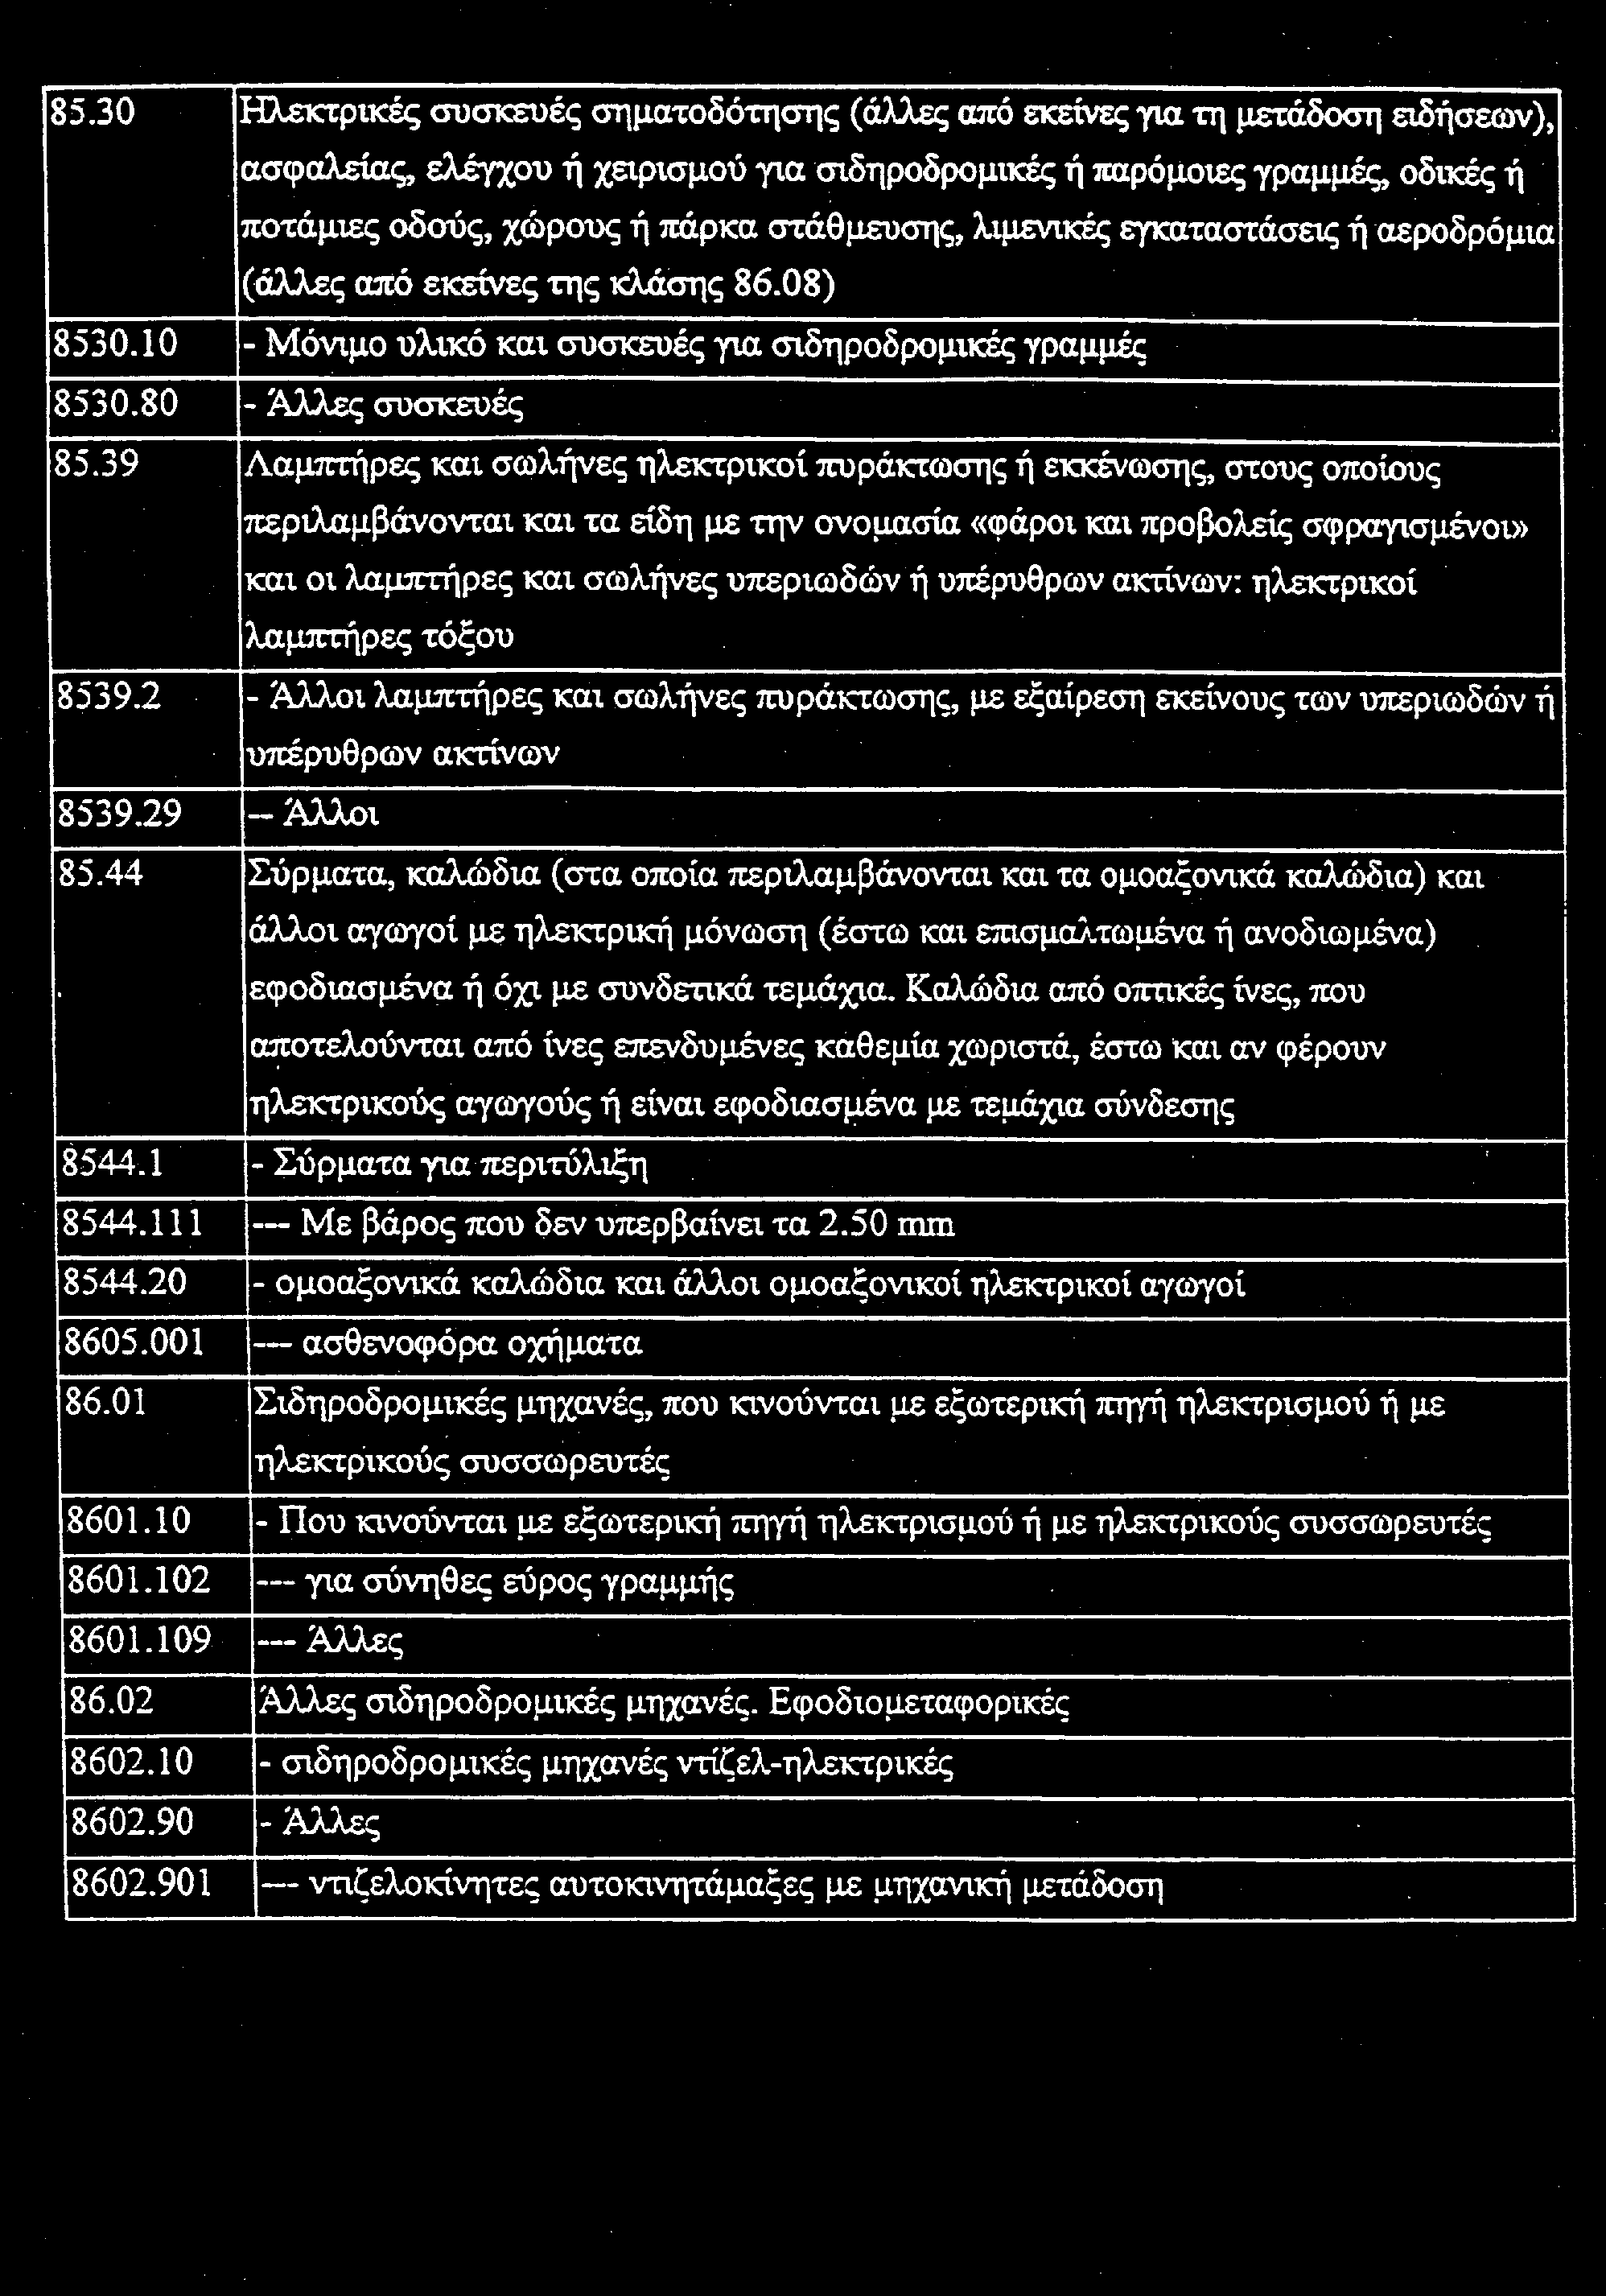 85.30 Ηλεκτρικές συσκευές σηματοδότησης (άλλες από εκείνες για τη μετάδοση ειδήσεων),
ασφαλείας, ελέγχου ή χειρισμού για σιδηροδρομικές ή παρόμοιες γραμμές, οδικές ή
ποτάμιες οδούς, χώρους ή πάρκα στάθμευσης, λιμενικές εγκαταστάσεις ή αεροδρόμια
(άλλες από εκείνες της κλάσης 86.08)
8530.10 - Μόνιμο υλικό και συσκευές για σιδηροδρομικές γραμμές
8530.80 - Άλλες συσκευές
85.39 Λαμπτήρες και σωλήνες ηλεκτρικοί πυράκτωσης ή εκκένωσης, στους οποίους
περιλαμβάνονται και τα είδη με την ονομασία «φάροι και προβολείς σφραγισμένοι»
και οι λαμπτήρες και σωλήνες υπεριωδών ή υπέρυθρων ακτίνων: ηλεκτρικοί
λαμπτήρες τόξου
8539.2 - Άλλοι λαμπτήρες και σωλήνες πυράκτωσης, με εξαίρεση εκείνους των υπεριωδών ή
υπέρυθρων ακτίνων
8539.29 -- Άλλοι
85.44 Σύρματα, καλώδια (στα οποία περιλαμβάνονται και τα ομοαξονικά καλώδια) και
άλλοι αγωγοί με ηλεκτρική μόνωση (έστω και επισμαλτωμένα ή ανοδιωμένα)
εφοδιασμένα ή όχι με συνδετικά τεμάχια. Καλώδια από οπτικές ίνες, που
αποτελούνται από ίνες επενδυμένες καθεμία χωριστά, έστω και αν φέρουν
ηλεκτρικούς αγωγούς ή είναι εφοδιασμένα με τεμάχια σύνδεσης
8544.1 - Σύρματα για περιτύλιξη
8544.111 --- Με βάρος που δεν υπερβαίνει τα 2.50 mm
8544.20 - ομοαξονικά καλώδια και άλλοι ομοαξονικοί ηλεκτρικοί αγωγοί
8605.001 --- ασθενοφόρα οχήματα
86.01 Σιδηροδρομικές μηχανές, που κινούνται με εξωτερική πηγή ηλεκτρισμού ή με
ηλεκτρικούς συσσωρευτές
8601.10 - Που κινούνται με εξωτερική πηγή ηλεκτρισμού ή με ηλεκτρικούς συσσωρευτές
8601.102 --- για σύνηθες εύρος γραμμής
8601.109 --- Άλλες
86.02 Άλλες σιδηροδρομικές μηχανές. Εφοδιομεταφορικές
8602.10 - σιδηροδρομικές μηχανές ντίζελ-ηλεκτρικές
8602.90 - Άλλες
8602.901 --- ντιζελοκίνητες αυτοκινητάμαξες με μηχανική μετάδοση